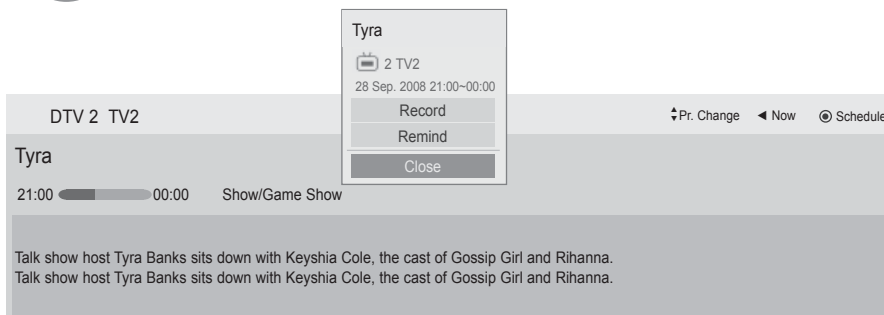 Tyra
2 TV2
28 Sep. 2008 21:00~00:00
Record
Remind
Close
DTV 2 TV2
Pr. Change
Now
Schedule
Tyra
21:00 00:00 Show/Game Show
Talk show host Tyra Banks sits down with Keyshia Cole, the cast of Gossip Girl and Rihanna.
Talk show host Tyra Banks sits down with Keyshia Cole, the cast of Gossip Girl and Rihanna.